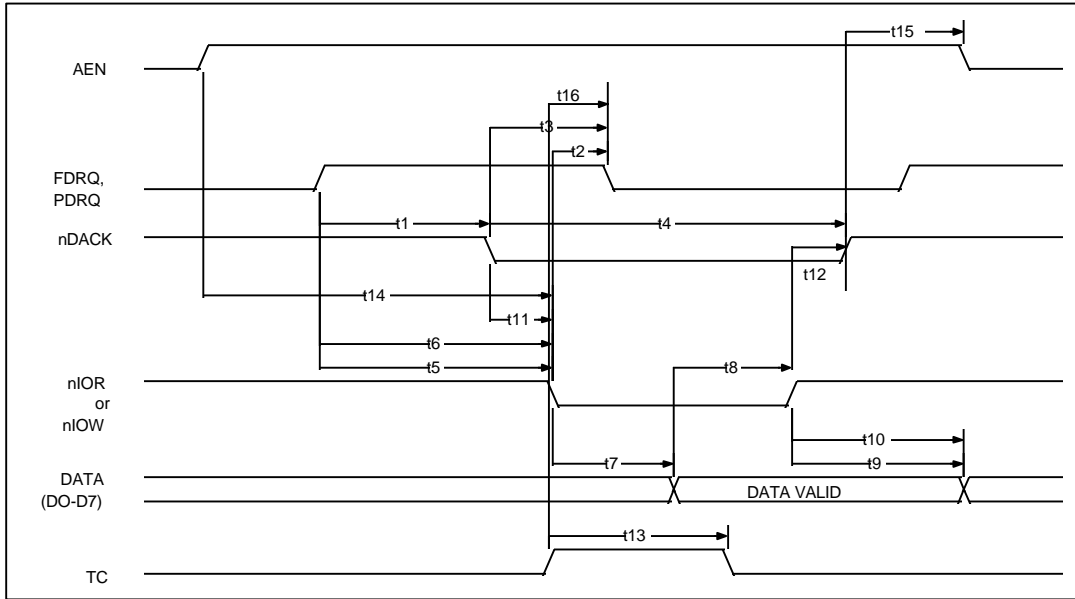 t15
AEN
t16
t3
t2
FDRQ,
PDRQ
t1
t4
nDACK
t12
t14
t11
t6
t5
t8
nIOR
or
nIOW
t10
t7
t9
DATA
(DO-D7)
DATA VALID
t13
TC